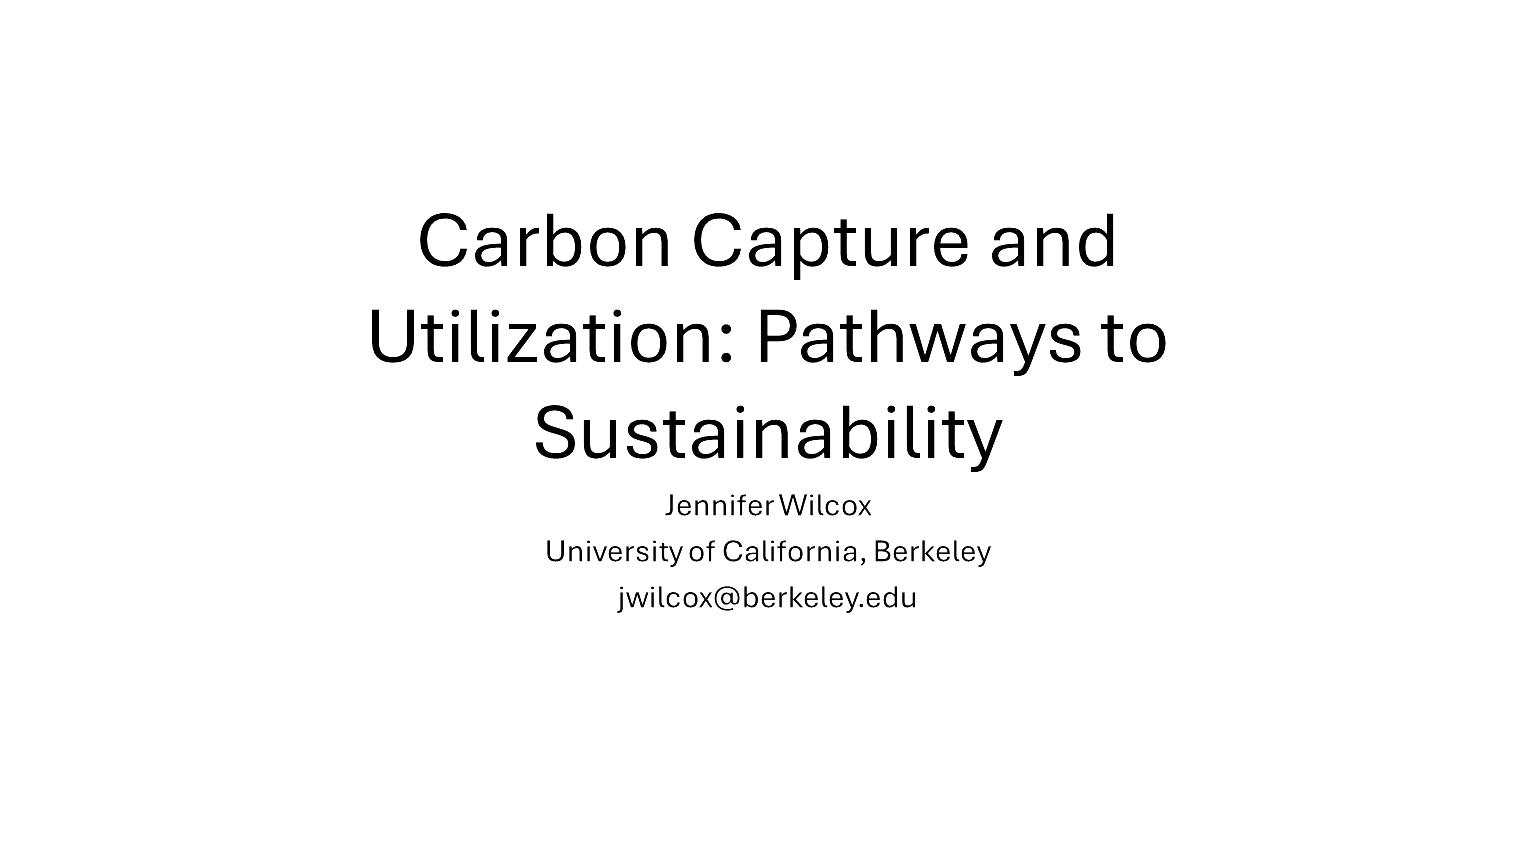 Carbon Capture and
Utilization: Pathways to
Sustainability
Jennifer Wilcox
University of California, Berkeley
jwilcox@berkeley.edu